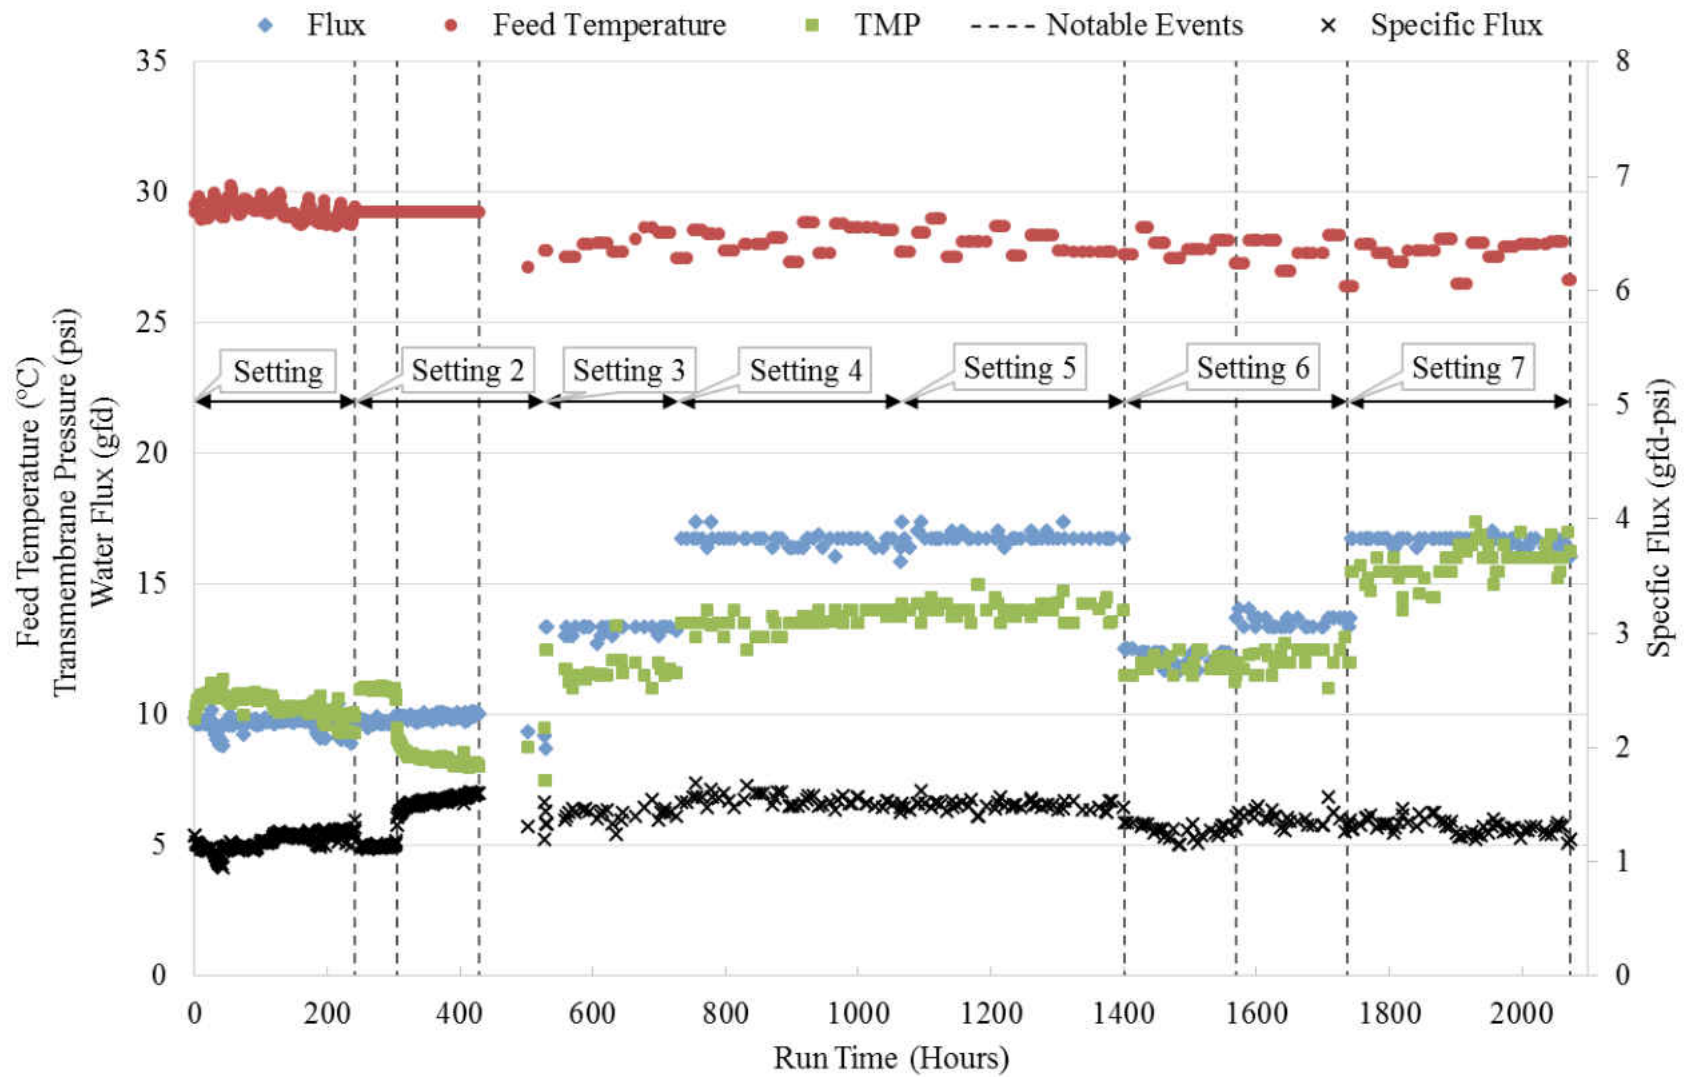 Flux Feed Temperature TMP Notable Events Specific Flux
35
30
25
20
15
10
5
0
8
7
6
5
4
3
2
1
0
Feed Temperature (°C)
Transmembrane Pressure (psi)
Water Flux (gfd)
Setting
Setting 2
Setting 3
Setting 4
Setting 5
Setting 6
Setting 7
Specfic Flux (gfd-psi)
0 200 400 600 800 1000 1200 1400 1600 1800 2000
Run Time (Hours)